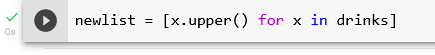 newlist = [x.upper() for x in drinks]
0s